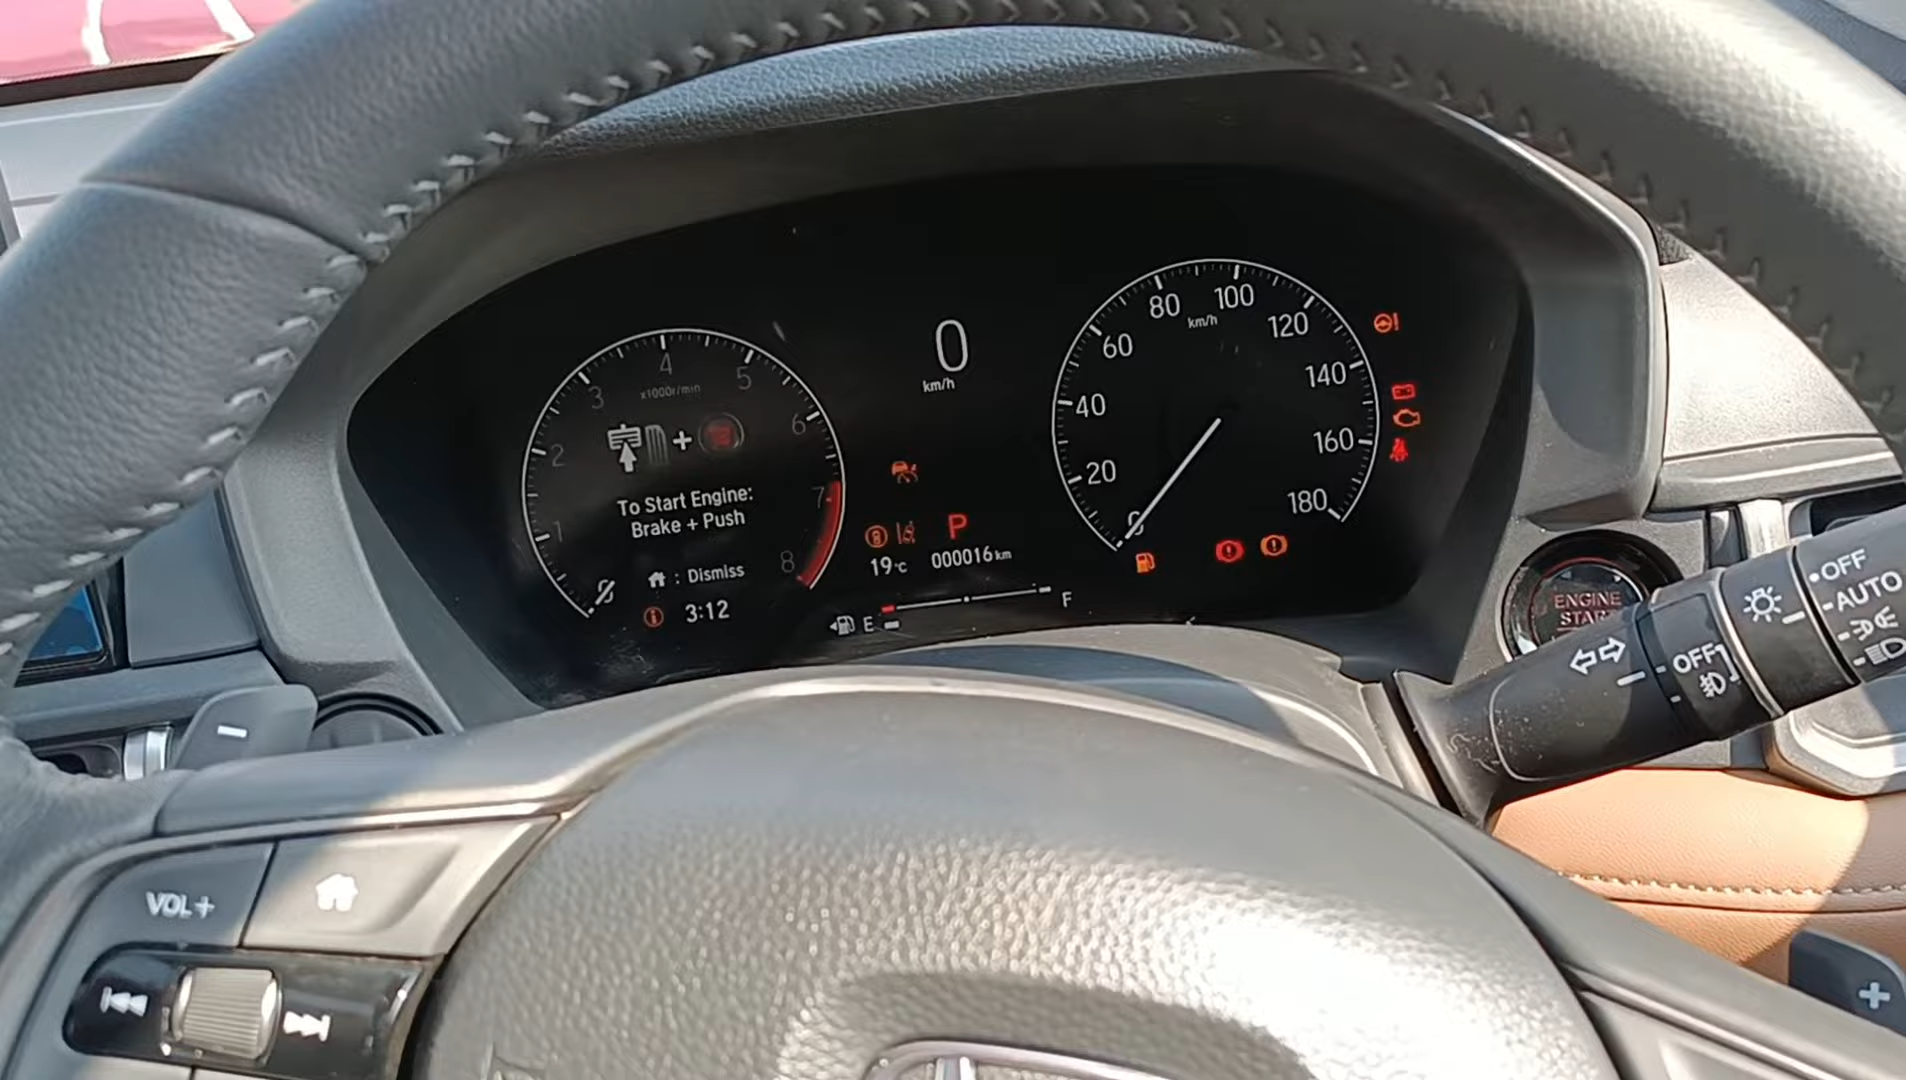 4
3
5
x1000r/min
2
6
To Start Engine:
Brake + Push
1
7
8
: Dismiss
3:12
0
km/h
P
19°C
000016 km
E
F
80
100
km/h
60
120
40
140
20
160
0
180
ENGINE
START
OFF
AUTO
OFF
VOL+